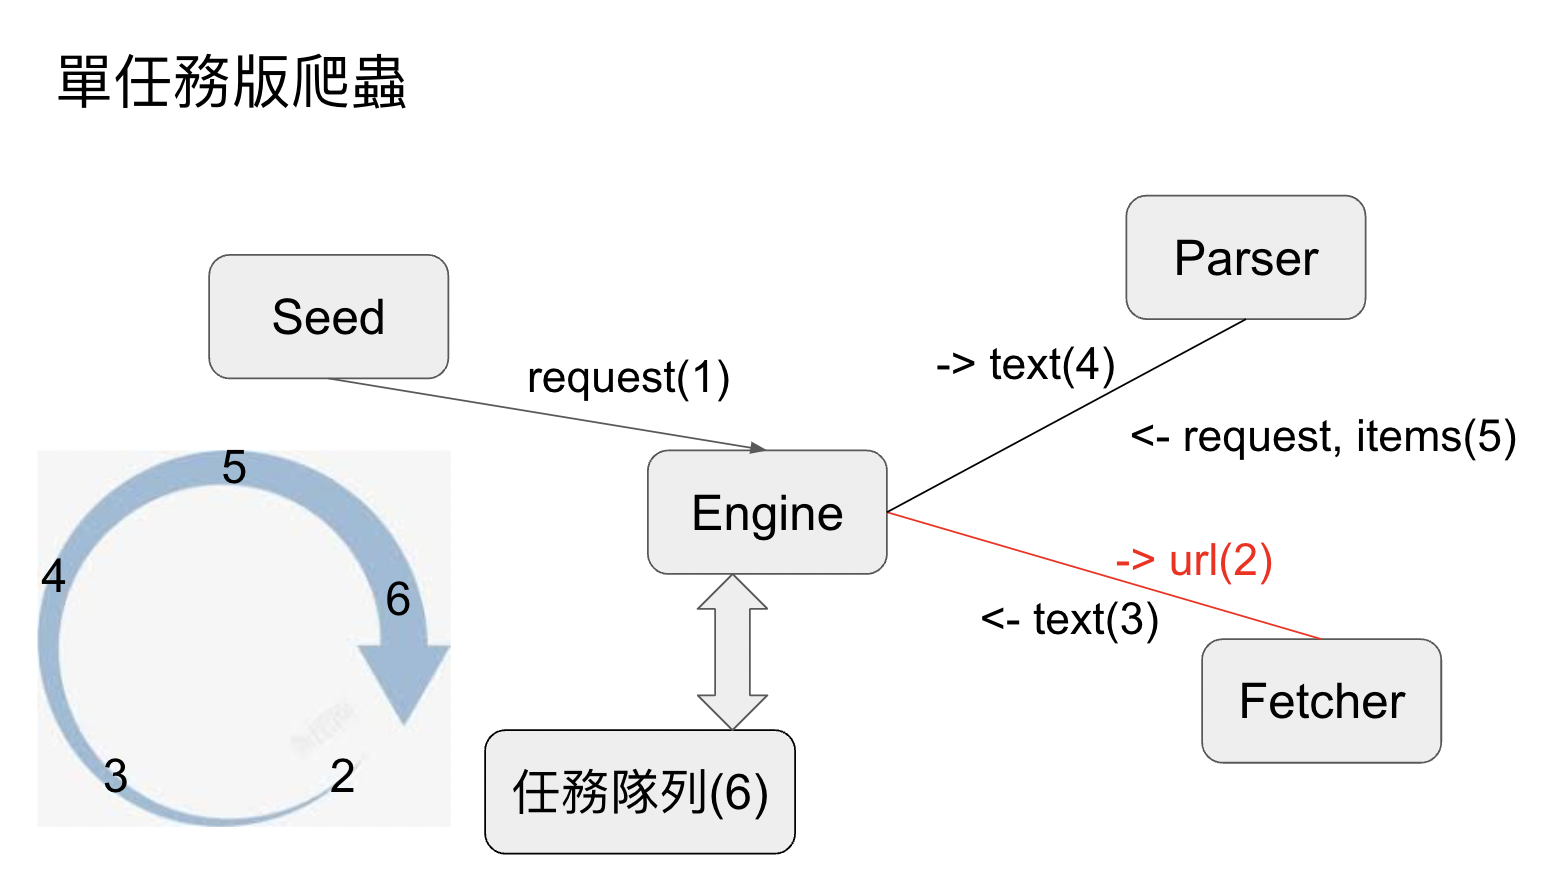 單任務版爬蟲
Parser
Seed
request(1)
-> text(4)
<- request, items(5)
5
Engine
4
6
-> url(2)
<- text(3)
Fetcher
3
2
任務隊列(6)